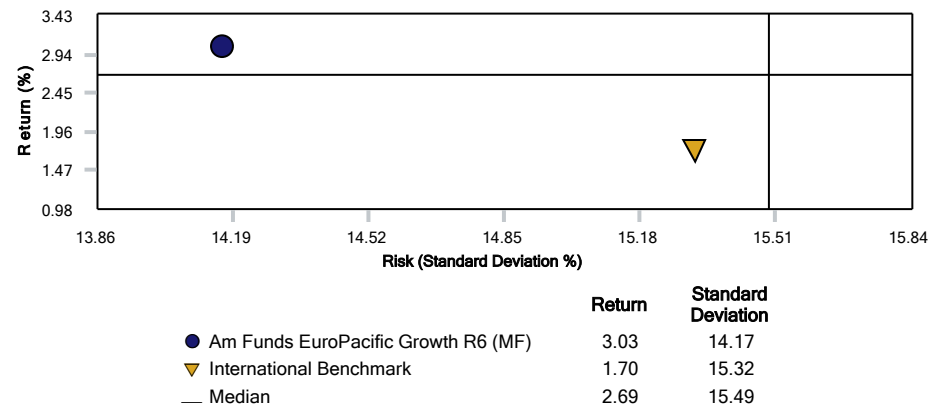 3.43
2.94
2.45
1.96
1.47
0.98
Return (%)
13.86 14.19 14.52 14.85 15.18 15.51 15.84
Risk (Standard Deviation %)
Return Standard Deviation
Am Funds EuroPacific Growth R6 (MF) 3.03 14.17
International Benchmark 1.70 15.32
Median 2.69 15.49